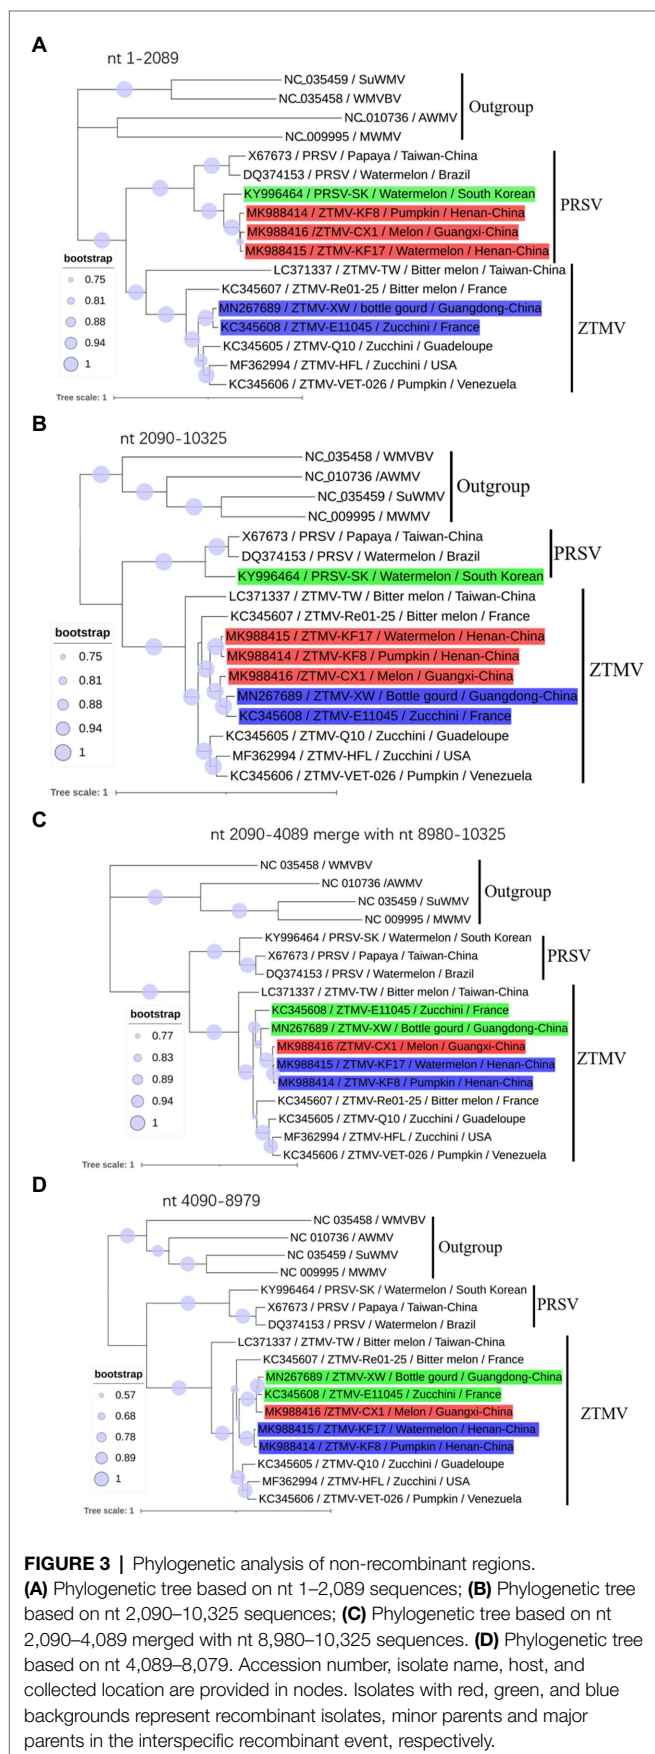 A
nt 1-2089
NC_035459 / SuWMV
NC_035458 / WMVBV
NC_010736 / AWMV
NC_009995 / MWMV
Outgroup
X67673 / PRSV / Papaya / Taiwan-China
DQ374153 / PRSV / Watermelon / Brazil
KY996464 / PRSV-SK / Watermelon / South Korean
MK988414 / ZTMV-KF8 / Pumpkin / Henan-China
MK988416 /ZTMV-CX1 / Melon / Guangxi-China
MK988415 / ZTMV-KF17 / Watermelon / Henan-China
PRSV
LC371337 / ZTMV-TW / Bitter melon / Taiwan-China
KC345607 / ZTMV-Re01-25 / Bitter melon / France
MN267689 / ZTMV-XW / bottle gourd / Guangdong-China
KC345608 / ZTMV-E11045 / Zucchini / France
KC345605 / ZTMV-Q10 / Zucchini / Guadeloupe
MF362994 / ZTMV-HFL / Zucchini / USA
KC345606 / ZTMV-VET-026 / Pumpkin / Venezuela
ZTMV
bootstrap
0.75
0.81
0.88
0.94
1
Tree scale: 1
B
nt 2090-10325
NC_035458 / WMVBV
NC_010736 /AWMV
NC_035459 / SuWMV
NC_009995 / MWMV
Outgroup
X67673 / PRSV / Papaya / Taiwan-China
DQ374153 / PRSV / Watermelon / Brazil
KY996464 / PRSV-SK / Watermelon / South Korean
PRSV
LC371337 / ZTMV-TW / Bitter melon / Taiwan-China
KC345607 / ZTMV-Re01-25 / Bitter melon / France
MK988415 / ZTMV-KF17 / Watermelon / Henan-China
MK988414 / ZTMV-KF8 / Pumpkin / Henan-China
MK988416 /ZTMV-CX1 / Melon / Guangxi-China
MN267689 / ZTMV-XW / Bottle gourd / Guangdong-China
KC345608 / ZTMV-E11045 / Zucchini / France
KC345605 / ZTMV-Q10 / Zucchini / Guadeloupe
MF362994 / ZTMV-HFL / Zucchini / USA
KC345606 / ZTMV-VET-026 / Pumpkin / Venezuela
ZTMV
bootstrap
0.75
0.81
0.88
0.94
1
Tree scale: 1
C
nt 2090-4089 merge with nt 8980-10325
NC 035458 / WMVBV
NC 010736 /AWMV
NC 035459 / SuWMV
NC 009995 / MWMV
Outgroup
KY996464 / PRSV-SK / Watermelon / South Korean
X67673 / PRSV / Papaya / Taiwan-China
DQ374153 / PRSV / Watermelon / Brazil
PRSV
LC371337 / ZTMV-TW / Bitter melon / Taiwan-China
KC345608 / ZTMV-E11045 / Zucchini / France
MN267689 / ZTMV-XW / Bottle gourd / Guangdong-China
MK988416 /ZTMV-CX1 / Melon / Guangxi-China
MK988415 / ZTMV-KF17 / Watermelon / Henan-China
MK988414 / ZTMV-KF8 / Pumpkin / Henan-China
KC345607 / ZTMV-Re01-25 / Bitter melon / France
KC345605 / ZTMV-Q10 / Zucchini / Guadeloupe
MF362994 / ZTMV-HFL / Zucchini / USA
KC345606 / ZTMV-VET-026 / Pumpkin / Venezuela
ZTMV
bootstrap
0.77
0.83
0.89
0.94
1
Tree scale: 1
D
nt 4090-8979
NC 035458 / WMVBV
NC 010736 / AWMV
NC 035459 / SuWMV
NC 009995 / MWMV
Outgroup
KY996464 / PRSV-SK / Watermelon / South Korean
X67673 / PRSV / Papaya / Taiwan-China
DQ374153 / PRSV / Watermelon / Brazil
PRSV
LC371337 / ZTMV-TW / Bitter melon / Taiwan-China
KC345607 / ZTMV-Re01-25 / Bitter melon / France
MN267689 / ZTMV-XW / Bottle gourd / Guangdong-China
KC345608 / ZTMV-E11045 / Zucchini / France
MK988416 /ZTMV-CX1 / Melon / Guangxi-China
MK988415 / ZTMV-KF17 / Watermelon / Henan-China
MK988414 / ZTMV-KF8 / Pumpkin / Henan-China
KC345605 / ZTMV-Q10 / Zucchini / Guadeloupe
MF362994 / ZTMV-HFL / Zucchini / USA
KC345606 / ZTMV-VET-026 / Pumpkin / Venezuela
ZTMV
bootstrap
0.57
0.68
0.78
0.89
1
Tree scale: 1
FIGURE 3 | Phylogenetic analysis of non-recombinant regions.
(A) Phylogenetic tree based on nt 1–2,089 sequences; (B) Phylogenetic tree
based on nt 2,090–10,325 sequences; (C) Phylogenetic tree based on nt
2,090–4,089 merged with nt 8,980–10,325 sequences. (D) Phylogenetic tree
based on nt 4,089–8,079. Accession number, isolate name, host, and
collected location are provided in nodes. Isolates with red, green, and blue
backgrounds represent recombinant isolates, minor parents and major
parents in the interspecific recombinant event, respectively.